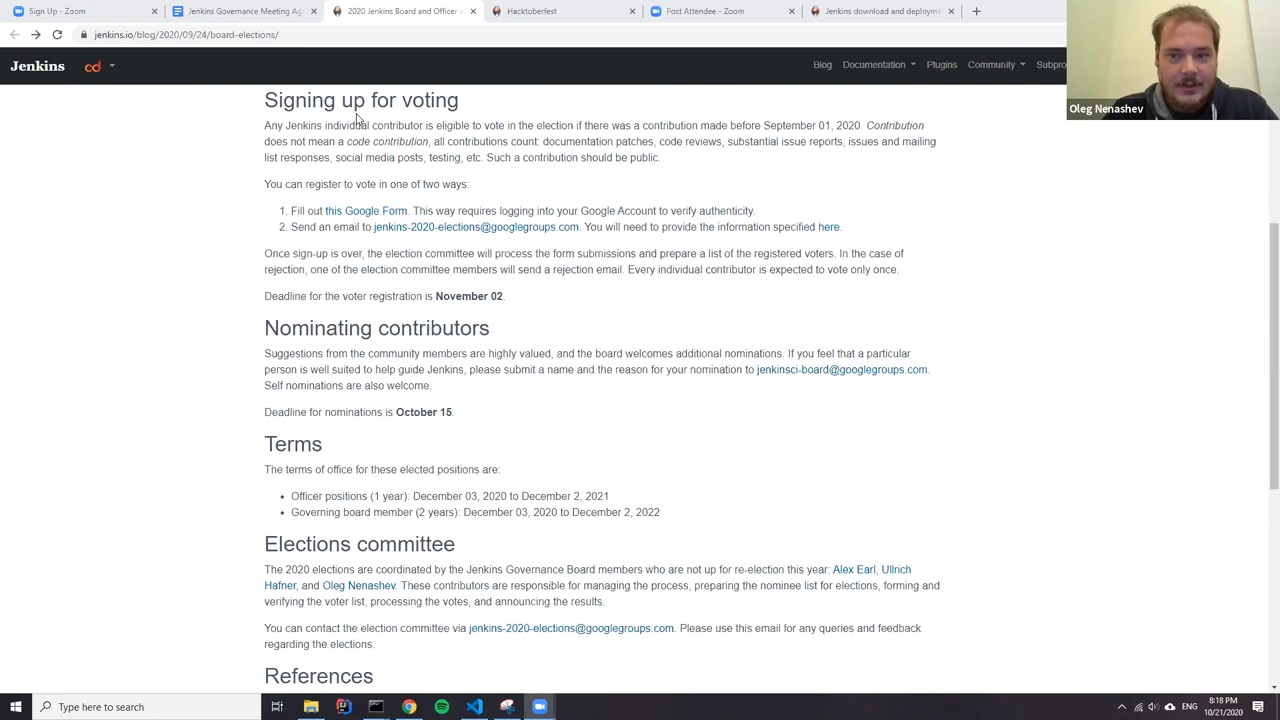 Sign Up - Zoom
Jenkins Governance Meeting Ag
2020 Jenkins Board and Officer
Hacktoberfest
Post Attendee - Zoom
Jenkins download and deploym
jenkins.io/blog/2020/09/24/board-elections/
Jenkins
cd
Blog
Documentation
Plugins
Community
Subpro
Oleg Nenashev
Signing up for voting
Any Jenkins individual contributor is eligible to vote in the election if there was a contribution made before September 01, 2020. Contribution
does not mean a code contribution, all contributions count: documentation patches, code reviews, substantial issue reports, issues and mailing
list responses, social media posts, testing, etc. Such a contribution should be public.
You can register to vote in one of two ways:
1. Fill out this Google Form. This way requires logging into your Google Account to verify authenticity.
2. Send an email to jenkins-2020-elections@googlegroups.com. You will need to provide the information specified here.
Once sign-up is over, the election committee will process the form submissions and prepare a list of the registered voters. In the case of
rejection, one of the election committee members will send a rejection email. Every individual contributor is expected to vote only once.
Deadline for the voter registration is November 02.
Nominating contributors
Suggestions from the community members are highly valued, and the board welcomes additional nominations. If you feel that a particular
person is well suited to help guide Jenkins, please submit a name and the reason for your nomination to jenkinsci-board@googlegroups.com.
Self nominations are also welcome.
Deadline for nominations is October 15.
Terms
The terms of office for these elected positions are:
• Officer positions (1 year): December 03, 2020 to December 2, 2021
• Governing board member (2 years): December 03, 2020 to December 2, 2022
Elections committee
The 2020 elections are coordinated by the Jenkins Governance Board members who are not up for re-election this year: Alex Earl, Ullrich
Hafner, and Oleg Nenashev. These contributors are responsible for managing the process, preparing the nominee list for elections, forming and
verifying the voter list, processing the votes, and announcing the results.
You can contact the election committee via jenkins-2020-elections@googlegroups.com. Please use this email for any queries and feedback
regarding the elections.
References
Type here to search
ENG
8:18 PM
10/21/2020